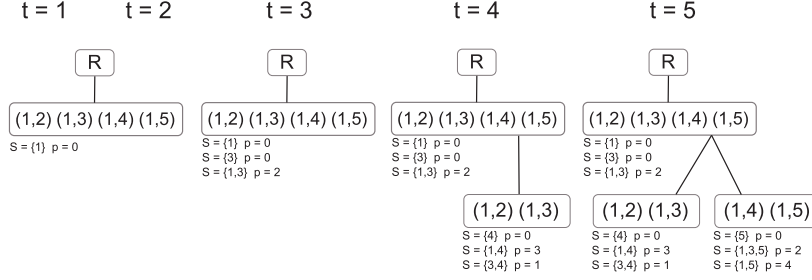 t = 1 t = 2 t = 3 t = 4 t = 5
R R R R
(1,2) (1,3) (1,4) (1,5) (1,2) (1,3) (1,4) (1,5) (1,2) (1,3) (1,4) (1,5) (1,2) (1,3) (1,4) (1,5)
S = {1} p = 0 S = {1} p = 0 S = {1} p = 0 S = {1} p = 0
S = {3} p = 0 S = {3} p = 0 S = {3} p = 0
S = {1,3} p = 2 S = {1,3} p = 2 S = {1,3} p = 2
(1,2) (1,3) (1,2) (1,3) (1,4) (1,5)
S = {4} p = 0 S = {4} p = 0 S = {5} p = 0
S = {1,4} p = 3 S = {1,4} p = 3 S = {1,3,5} p = 2
S = {3,4} p = 1 S = {3,4} p = 1 S = {1,5} p = 4